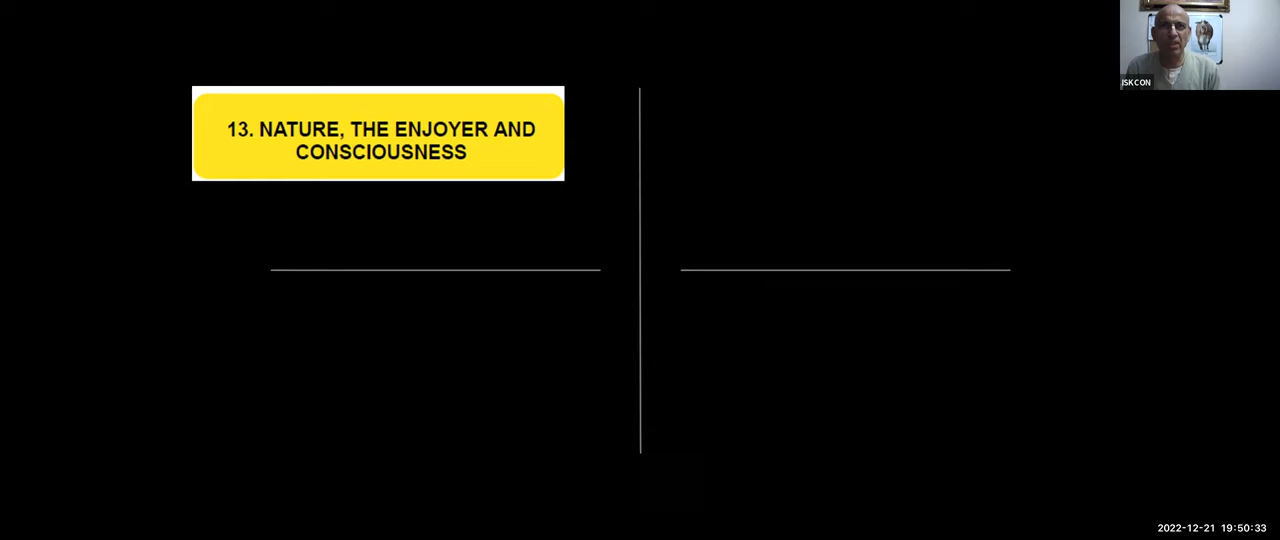 ISKCON
13. NATURE, THE ENJOYER AND
CONSCIOUSNESS
2022-12-21 19:50:33